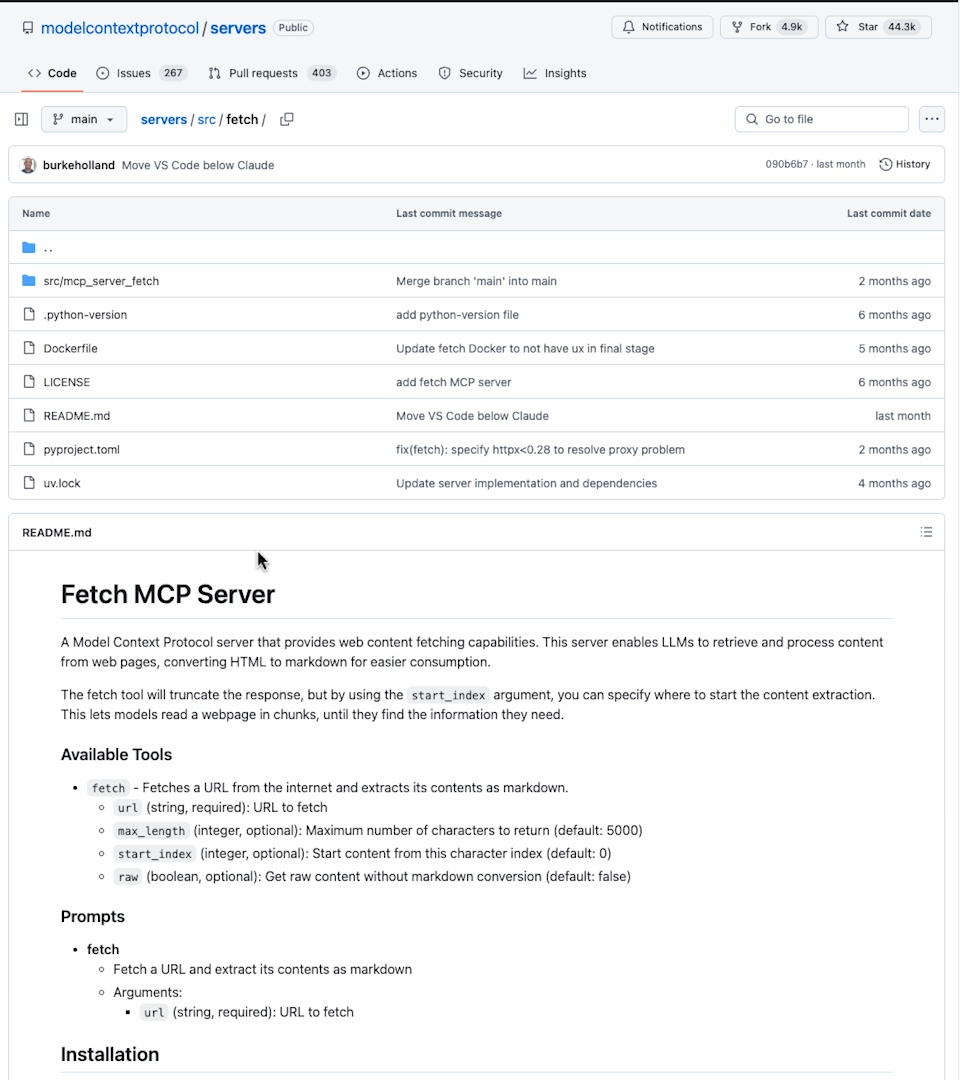 modelcontextprotocol / servers Public Notifications Fork 4.9k Star 44.3k
Code Issues 267 Pull requests 403 Actions Security Insights
main servers / src / fetch / Go to file
burkeholland Move VS Code below Claude 090b6b7 · last month History
Name Last commit message Last commit date
..
src/mcp_server_fetch Merge branch 'main' into main 2 months ago
.python-version add python-version file 6 months ago
Dockerfile Update fetch Docker to not have ux in final stage 5 months ago
LICENSE add fetch MCP server 6 months ago
README.md Move VS Code below Claude last month
pyproject.toml fix(fetch): specify httpx<0.28 to resolve proxy problem 2 months ago
uv.lock Update server implementation and dependencies 4 months ago
README.md
Fetch MCP Server
A Model Context Protocol server that provides web content fetching capabilities. This server enables LLMs to retrieve and process content
from web pages, converting HTML to markdown for easier consumption.
The fetch tool will truncate the response, but by using the start_index argument, you can specify where to start the content extraction.
This lets models read a webpage in chunks, until they find the information they need.
Available Tools
• fetch - Fetches a URL from the internet and extracts its contents as markdown.
◦ url (string, required): URL to fetch
◦ max_length (integer, optional): Maximum number of characters to return (default: 5000)
◦ start_index (integer, optional): Start content from this character index (default: 0)
◦ raw (boolean, optional): Get raw content without markdown conversion (default: false)
Prompts
• fetch
◦ Fetch a URL and extract its contents as markdown
◦ Arguments:
▪ url (string, required): URL to fetch
Installation